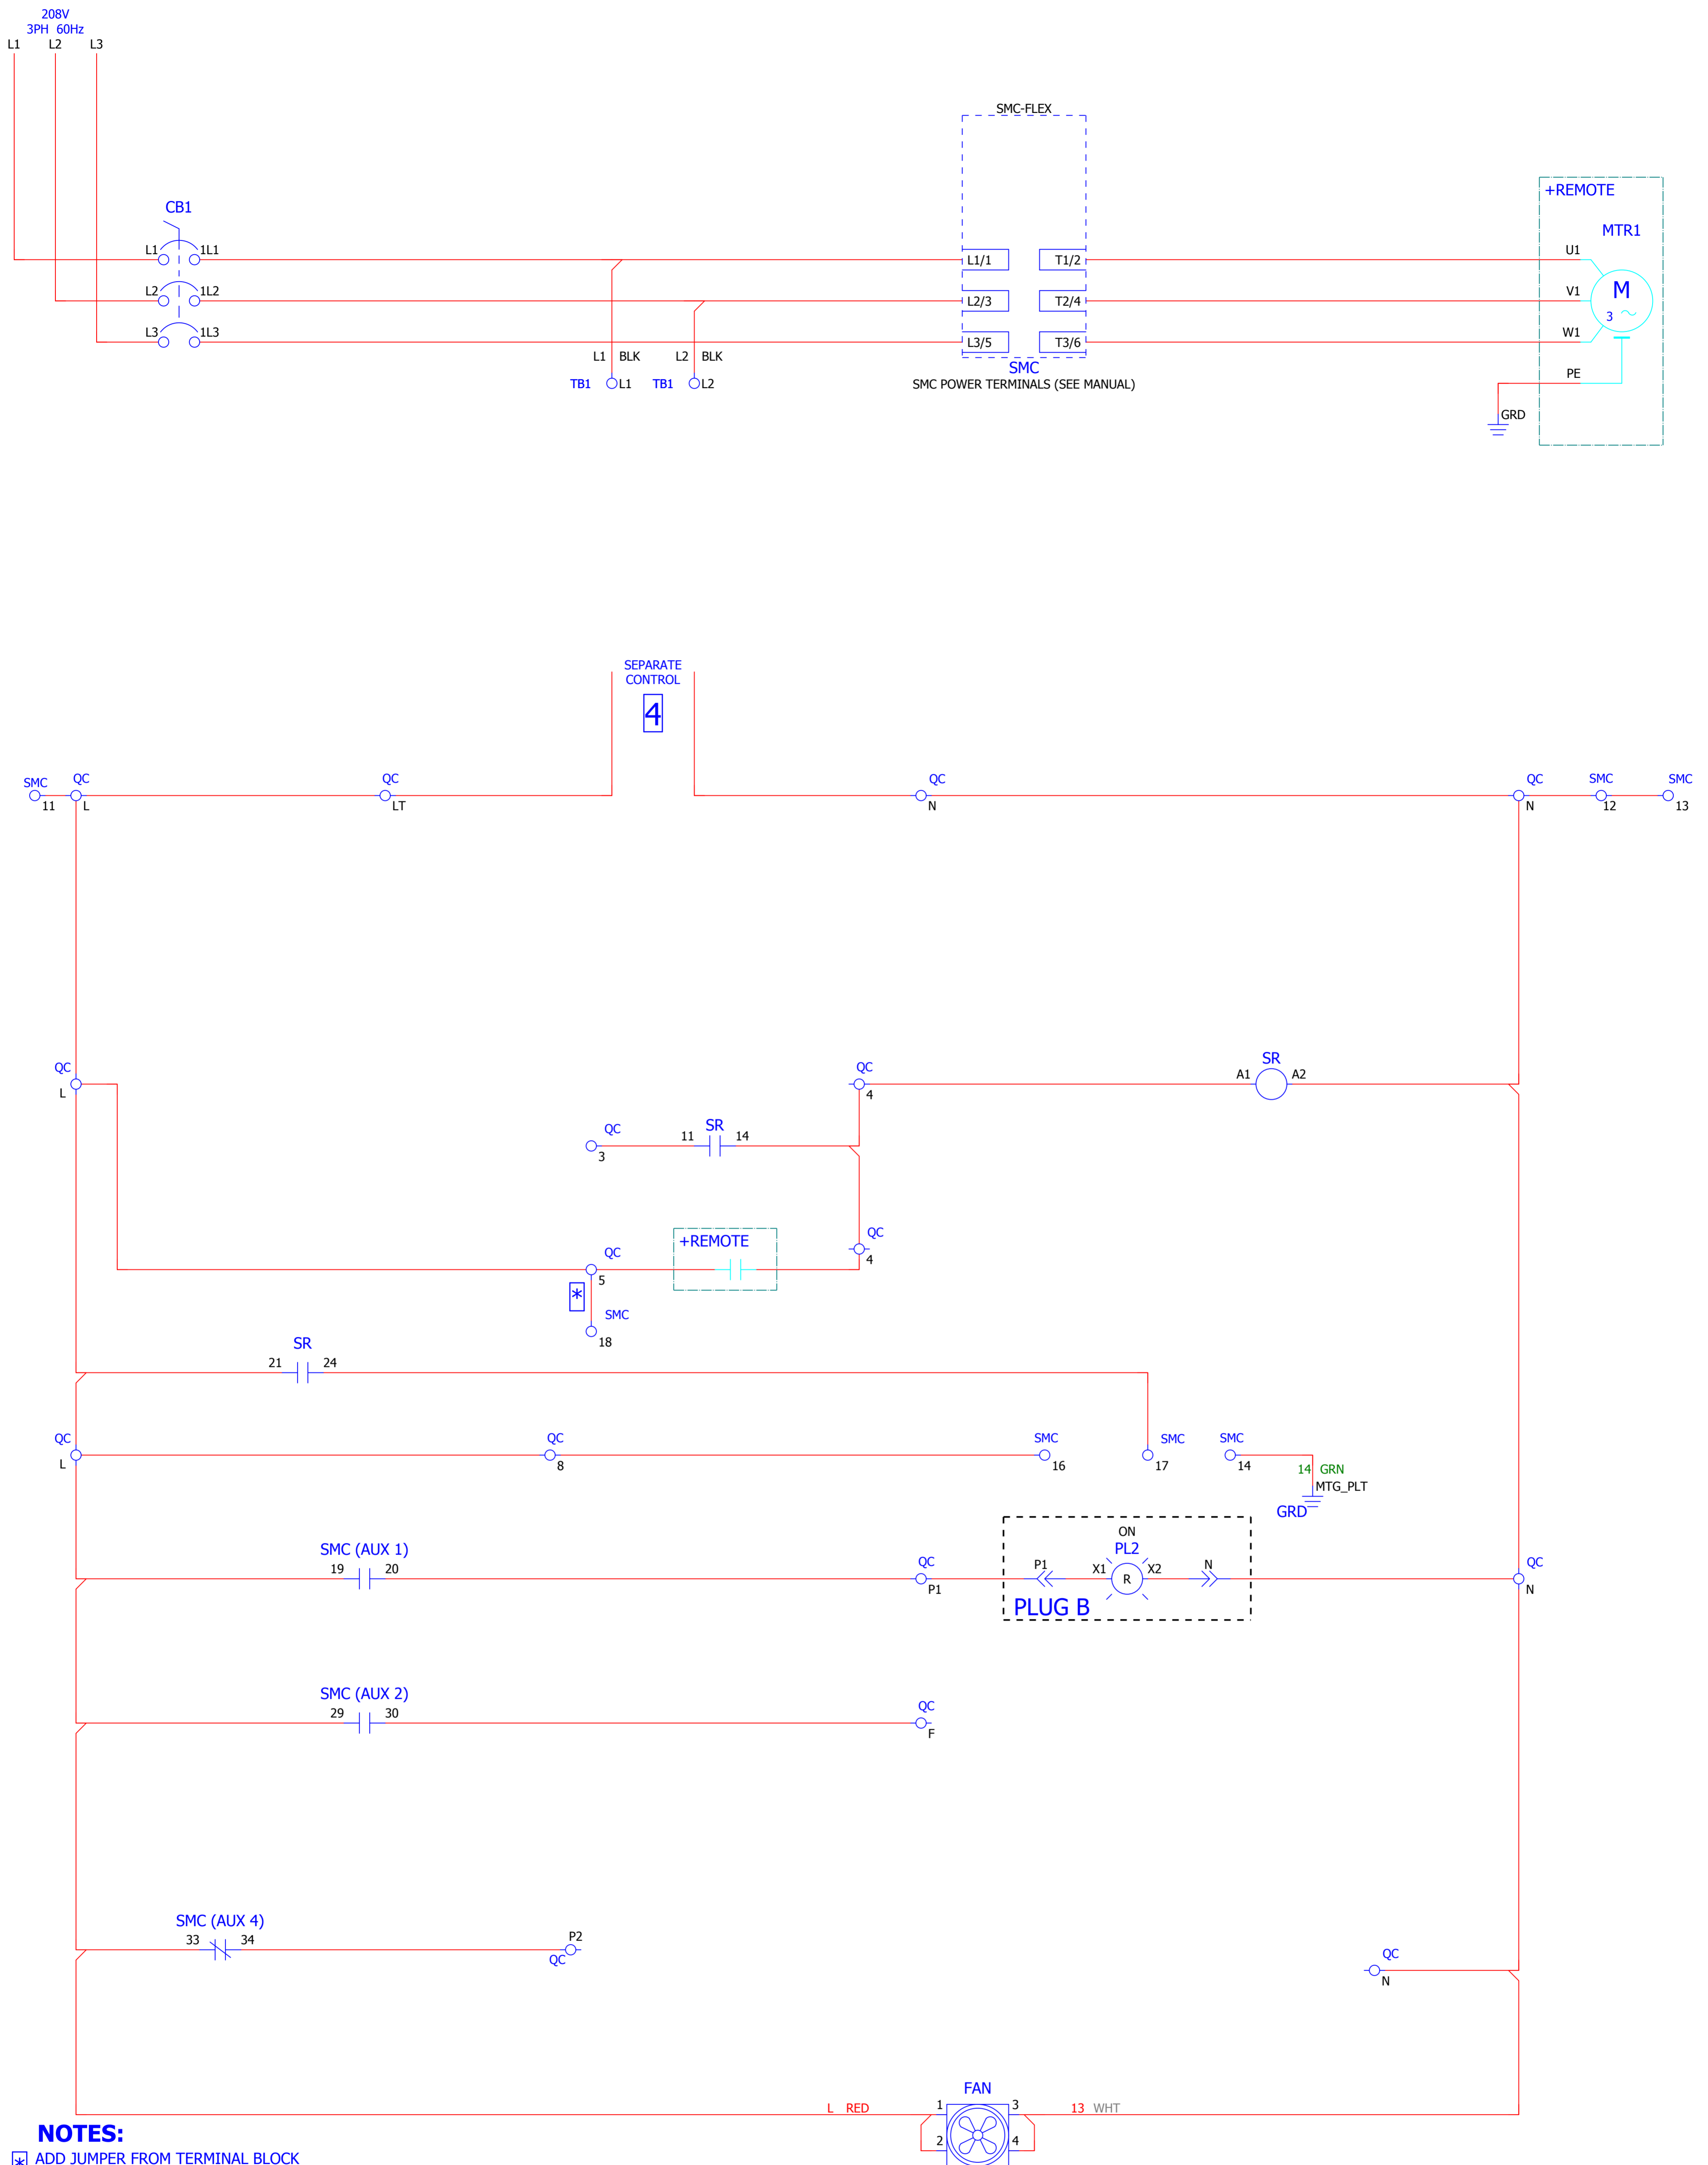 208V
3PH 60Hz
L1 L2 L3
SMC-FLEX
+REMOTE
CB1
MTR1
L1 1L1 L1/1 T1/2 U1
L2 1L2 L2/3 T2/4 V1
M
3
L3 1L3 L3/5 T3/6 W1
L1 BLK L2 BLK
SMC
PE
TB1 L1 TB1 L2
SMC POWER TERMINALS (SEE MANUAL)
GRD
SEPARATE
CONTROL
4
SMC QC QC QC QC SMC SMC
11 L LT N N 12 13
QC QC SR
A1 A2
L 4
QC SR
11 14
3
QC
4
+REMOTE
QC
5
*
SMC
18
SR
21 24
QC QC SMC SMC SMC
L 8 16 17 14
14 GRN
MTG_PLT
GRD
ON
SMC (AUX 1) PL2
19 20 QC P1 X1 R X2 N QC
P1 N
PLUG B
SMC (AUX 2)
29 30 QC
F
SMC (AUX 4)
33 34 P2
QC
QC
N
FAN
L RED 1 3 13 WHT
2 4
NOTES:
* ADD JUMPER FROM TERMINAL BLOCK